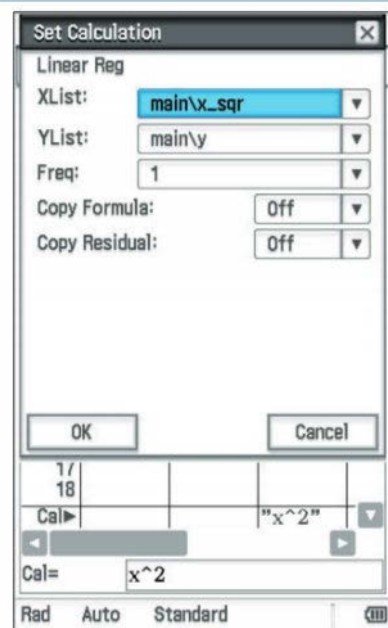 Set Calculation
Linear Reg
XList: main\x_sqr
YList: main\y
Freq: 1
Copy Formula: Off
Copy Residual: Off
OK Cancel
17
18
Cal▶ "x^2"
Cal= x^2
Rad Auto Standard